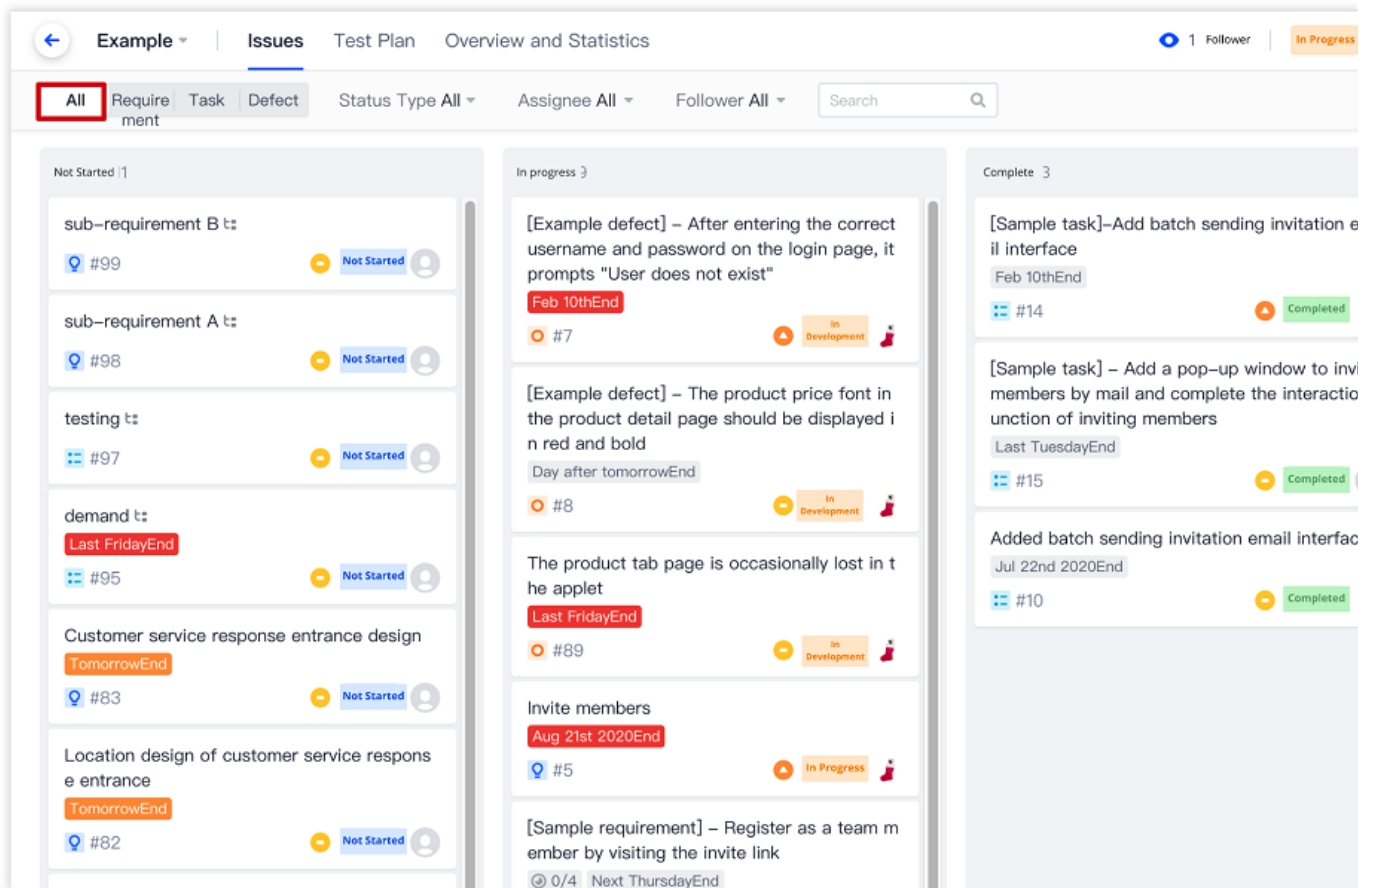 Example
Issues
Test Plan
Overview and Statistics
1 Follower
In Progress
All
Require
ment
Task
Defect
Status Type All
Assignee All
Follower All
Search
Not Started 1
sub-requirement B
#99
Not Started
sub-requirement A
#98
Not Started
testing
#97
Not Started
demand
Last FridayEnd
#95
Not Started
Customer service response entrance design
TomorrowEnd
#83
Not Started
Location design of customer service respons
e entrance
TomorrowEnd
#82
Not Started
In progress
[Example defect] - After entering the correct
username and password on the login page, it
prompts "User does not exist"
Feb 10thEnd
#7
In
Development
[Example defect] - The product price font in
the product detail page should be displayed i
n red and bold
Day after tomorrowEnd
#8
In
Development
The product tab page is occasionally lost in t
he applet
Last FridayEnd
#89
In
Development
Invite members
Aug 21st 2020End
#5
In Progress
[Sample requirement] - Register as a team m
ember by visiting the invite link
0/4
Next ThursdayEnd
Complete 3
[Sample task]-Add batch sending invitation e
il interface
Feb 10thEnd
#14
Completed
[Sample task] - Add a pop-up window to invi
members by mail and complete the interactio
unction of inviting members
Last TuesdayEnd
#15
Completed
Added batch sending invitation email interfac
Jul 22nd 2020End
#10
Completed